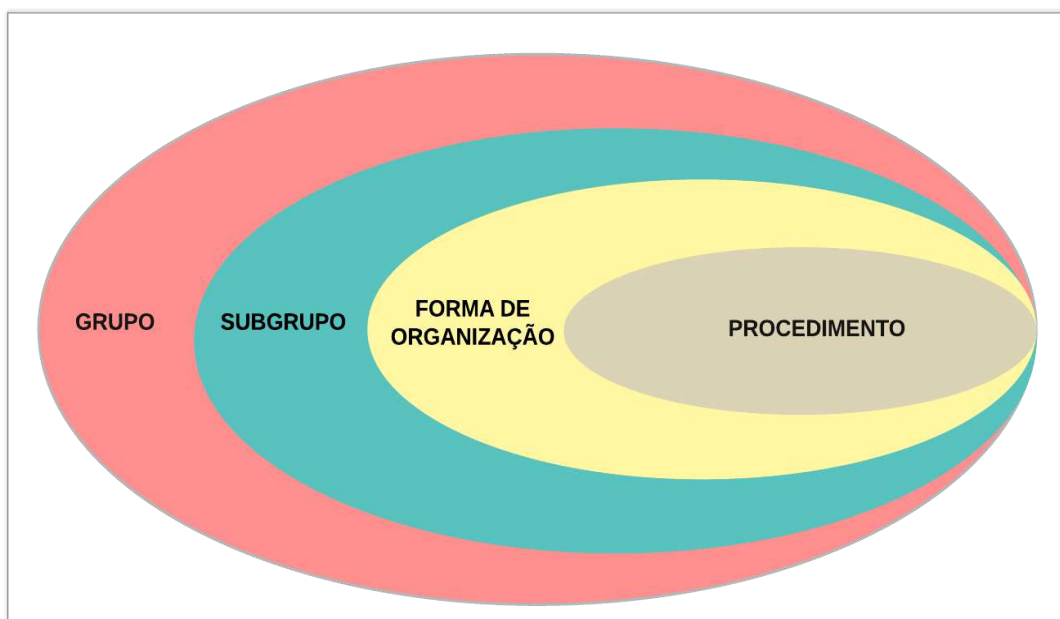 GRUPO
SUBGRUPO
FORMA DE
ORGANIZAÇÃO
PROCEDIMENTO